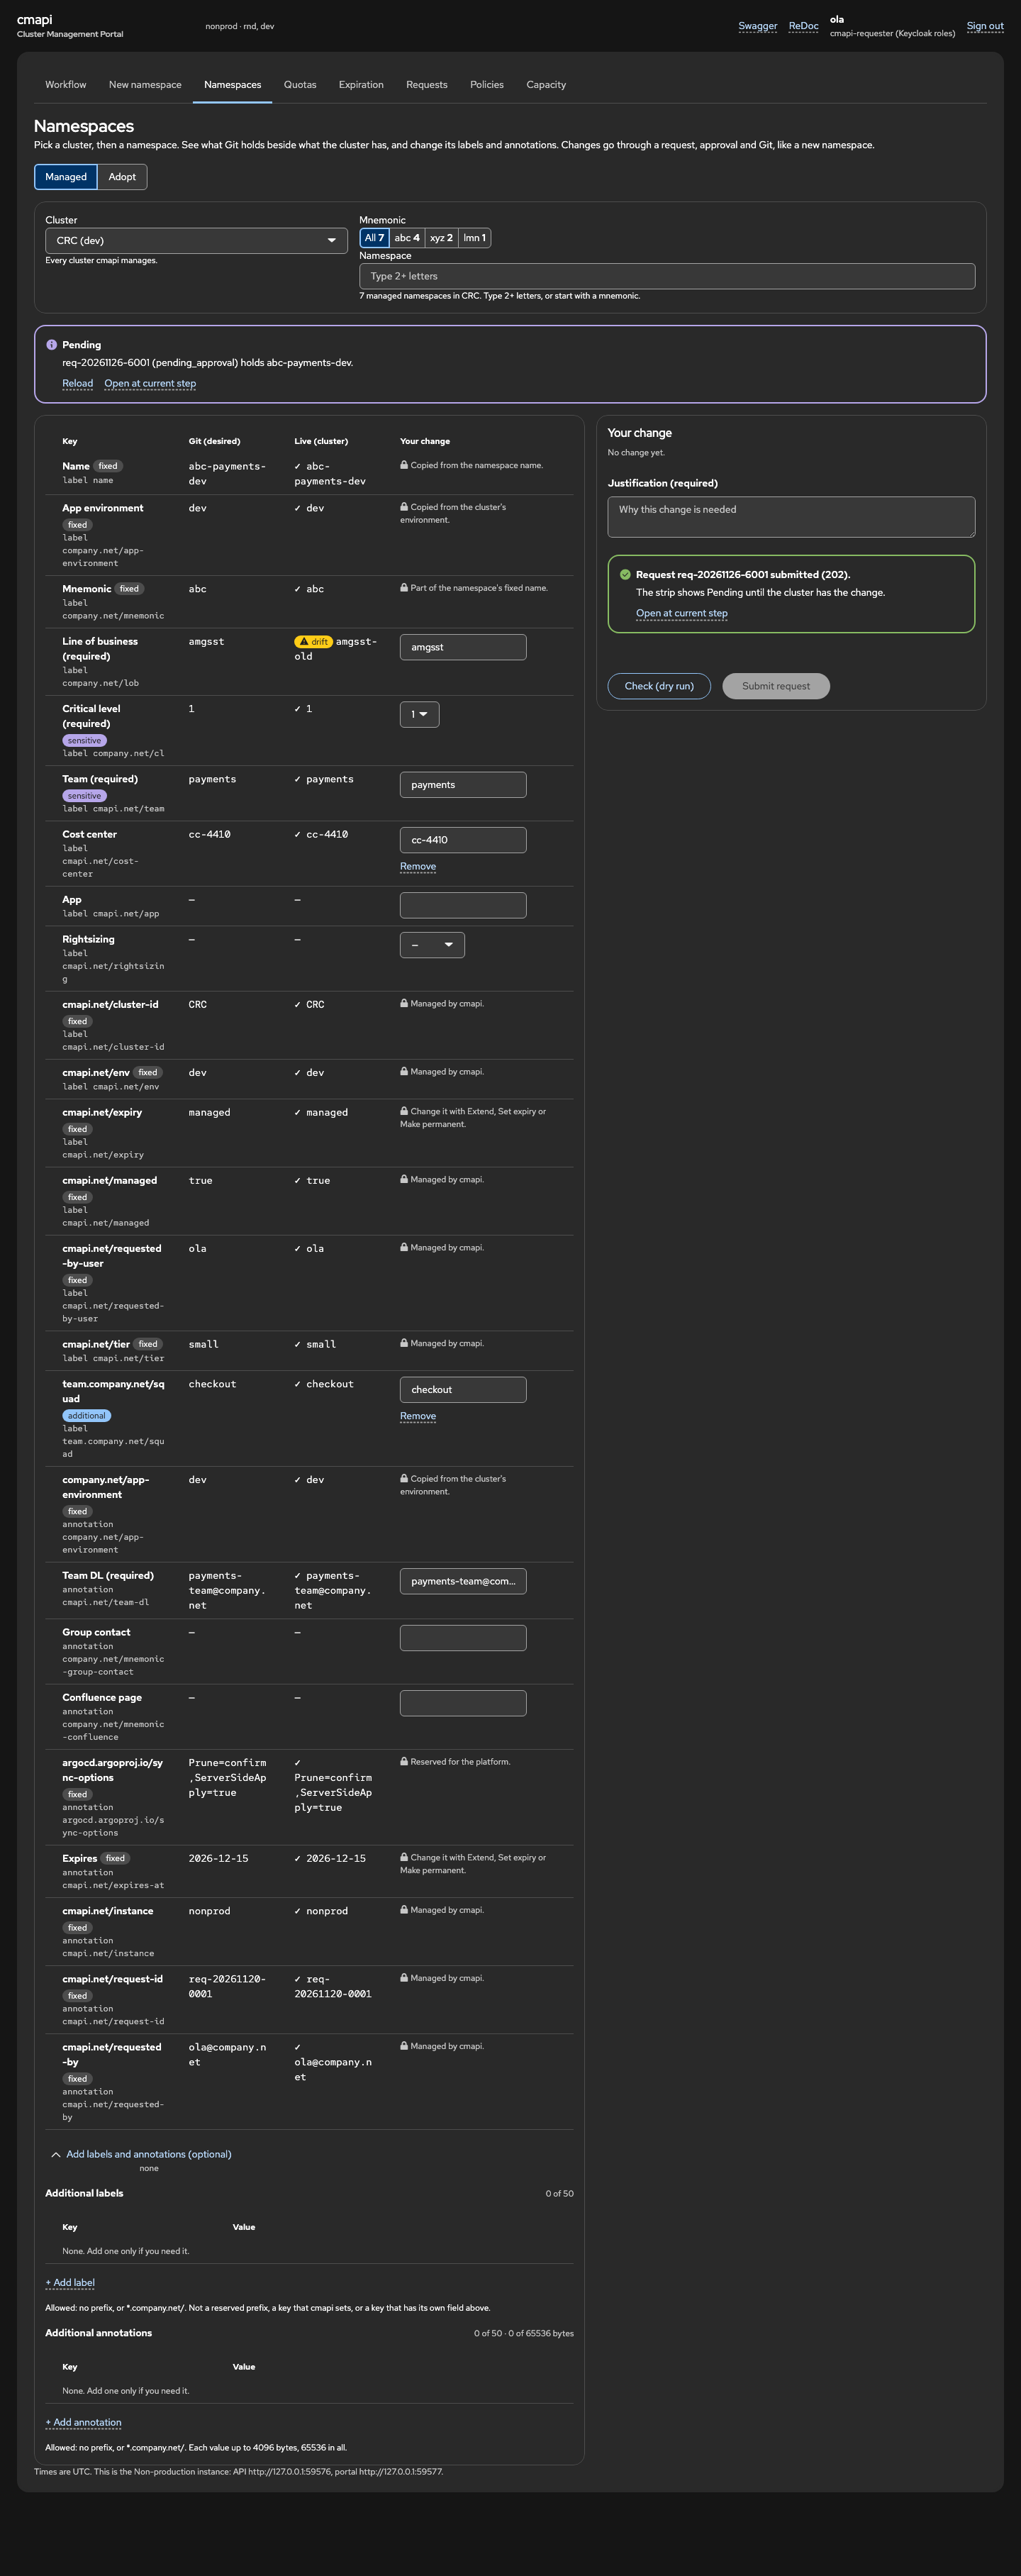 cmapi
Cluster Management Portal
nonprod · rnd, dev
Swagger
ReDoc
ola
cmapi-requester (Keycloak roles)
Sign out
Workflow
New namespace
Namespaces
Quotas
Expiration
Requests
Policies
Capacity
Namespaces
Pick a cluster, then a namespace. See what Git holds beside what the cluster has, and change its labels and annotations. Changes go through a request, approval and Git, like a new namespace.
Managed
Adopt
Cluster
CRC (dev)
Every cluster cmapi manages.
Mnemonic
All 7
abc 4
xyz 2
lmn 1
Namespace
Type 2+ letters
7 managed namespaces in CRC. Type 2+ letters, or start with a mnemonic.
Pending
req-20261126-6001 (pending_approval) holds abc-payments-dev.
Reload
Open at current step
Key
Git (desired)
Live (cluster)
Your change
Name fixed
label name
abc-payments-
dev
✓ abc-
payments-dev
Copied from the namespace name.
App environment
fixed
label
company.net/app-
environment
dev
✓ dev
Copied from the cluster's
environment.
Mnemonic fixed
label
company.net/mnemonic
abc
✓ abc
Part of the namespace's fixed name.
Line of business
(required)
label
company.net/lob
amgsst
drift amgsst-
old
amgsst
Critical level
(required)
sensitive
label company.net/cl
1
✓ 1
1
Team (required)
sensitive
label cmapi.net/team
payments
✓ payments
payments
Cost center
label
cmapi.net/cost-
center
cc-4410
✓ cc-4410
cc-4410
Remove
App
label cmapi.net/app
—
—
Rightsizing
label
cmapi.net/rightsizin
g
—
—
—
cmapi.net/cluster-id
fixed
label
cmapi.net/cluster-id
CRC
✓ CRC
Managed by cmapi.
cmapi.net/env fixed
label cmapi.net/env
dev
✓ dev
Managed by cmapi.
cmapi.net/expiry
fixed
label
cmapi.net/expiry
managed
✓ managed
Change it with Extend, Set expiry or
Make permanent.
cmapi.net/managed
fixed
label
cmapi.net/managed
true
✓ true
Managed by cmapi.
cmapi.net/requested
-by-user
fixed
label
cmapi.net/requested-
by-user
ola
✓ ola
Managed by cmapi.
cmapi.net/tier fixed
label cmapi.net/tier
small
✓ small
Managed by cmapi.
team.company.net/sq
uad
additional
label
team.company.net/squ
ad
checkout
✓ checkout
checkout
Remove
company.net/app-
environment
fixed
annotation
company.net/app-
environment
dev
✓ dev
Copied from the cluster's
environment.
Team DL (required)
annotation
cmapi.net/team-dl
payments-
team@company.
net
✓ payments-
team@company.
net
payments-team@com...
Group contact
annotation
company.net/mnemonic
-group-contact
—
—
Confluence page
annotation
company.net/mnemonic
-confluence
—
—
argocd.argoproj.io/sy
nc-options
fixed
annotation
argocd.argoproj.io/s
ync-options
Prune=confirm
,ServerSideAp
ply=true
✓
Prune=confirm
,ServerSideAp
ply=true
Reserved for the platform.
Expires fixed
annotation
cmapi.net/expires-at
2026-12-15
✓ 2026-12-15
Change it with Extend, Set expiry or
Make permanent.
cmapi.net/instance
fixed
annotation
cmapi.net/instance
nonprod
✓ nonprod
Managed by cmapi.
cmapi.net/request-id
fixed
annotation
cmapi.net/request-id
req-20261120-
0001
✓ req-
20261120-0001
Managed by cmapi.
cmapi.net/requested
-by
fixed
annotation
cmapi.net/requested-
by
ola@company.n
et
✓
ola@company.n
et
Managed by cmapi.
Add labels and annotations (optional)
none
Additional labels
0 of 50
Key
Value
None. Add one only if you need it.
+ Add label
Allowed: no prefix, or *.company.net/. Not a reserved prefix, a key that cmapi sets, or a key that has its own field above.
Additional annotations
0 of 50 · 0 of 65536 bytes
Key
Value
None. Add one only if you need it.
+ Add annotation
Allowed: no prefix, or *.company.net/. Each value up to 4096 bytes, 65536 in all.
Your change
No change yet.
Justification (required)
Why this change is needed
Request req-20261126-6001 submitted (202).
The strip shows Pending until the cluster has the change.
Open at current step
Check (dry run)
Submit request
Times are UTC. This is the Non-production instance: API http://127.0.0.1:59576, portal http://127.0.0.1:59577.